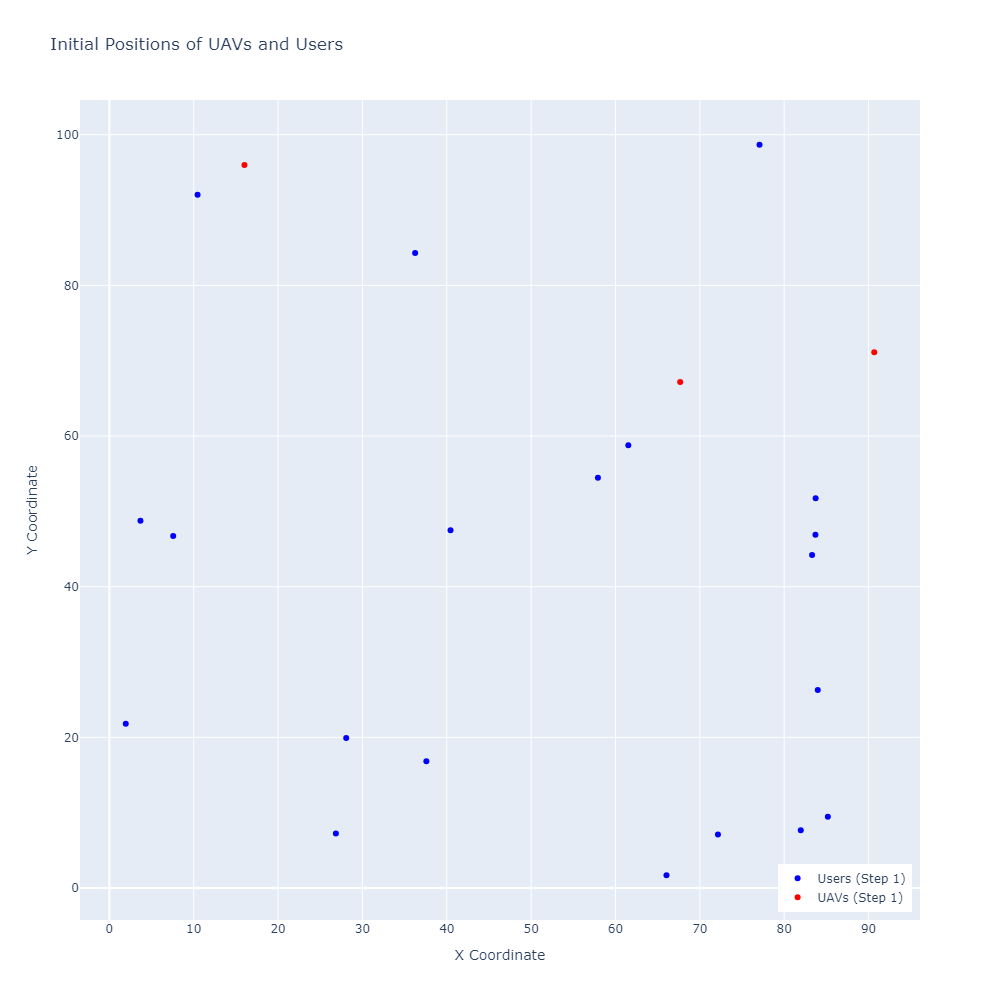 Initial Positions of UAVs and Users
Y Coordinate
100
80
60
40
20
0
0 10 20 30 40 50 60 70 80 90
X Coordinate
Users (Step 1)
UAVs (Step 1)